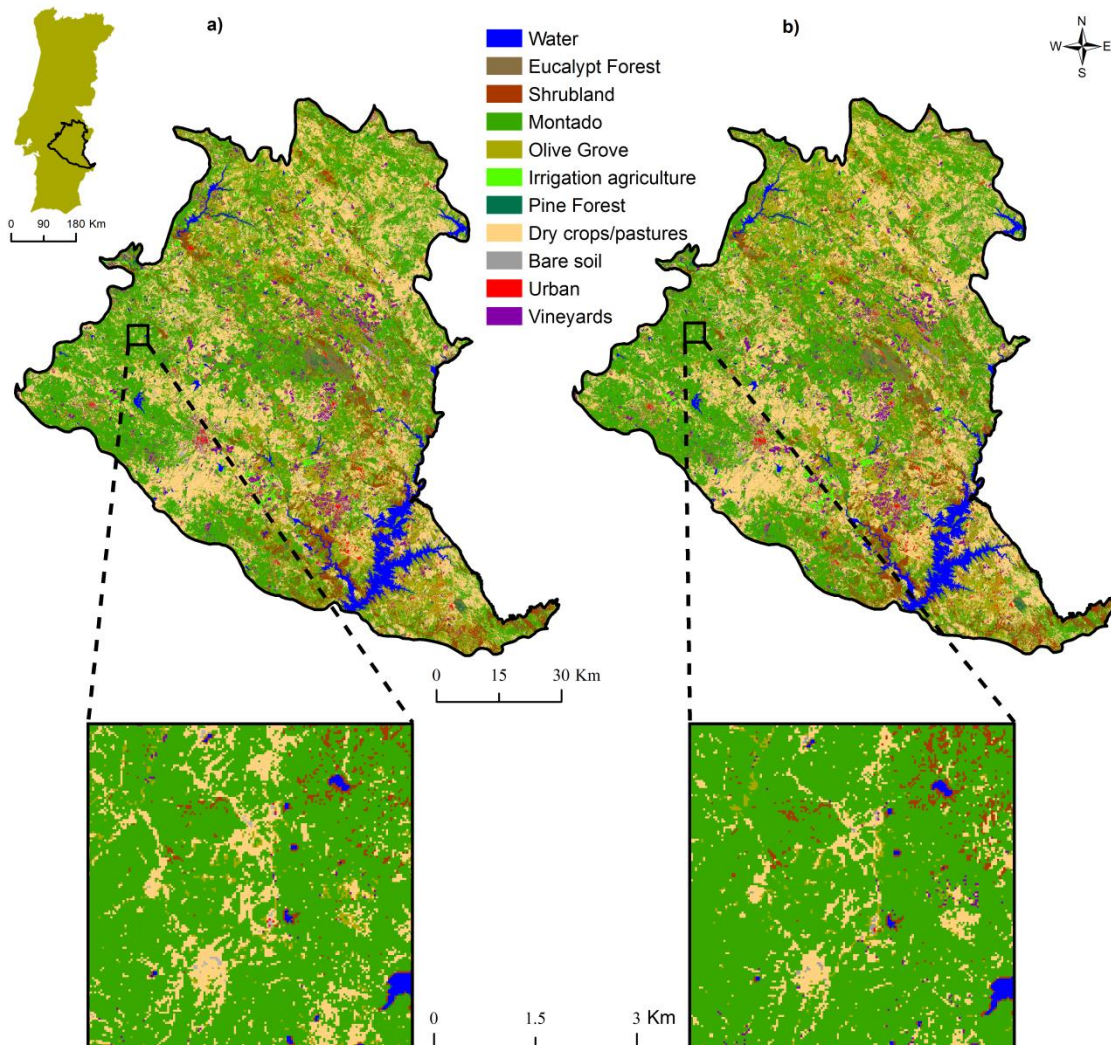 a)
b)
N
W E
S
Water
Eucalypt Forest
Shrubland
Montado
Olive Grove
Irrigation agriculture
Pine Forest
Dry crops/pastures
Bare soil
Urban
Vineyards
0 90 180 Km
0 15 30 Km
0 1.5 3 Km